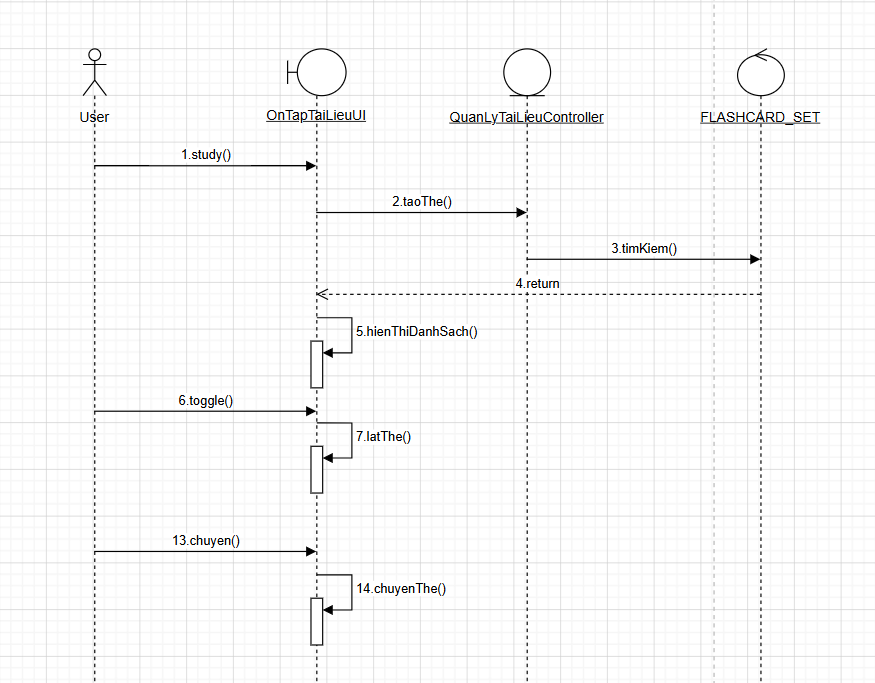 User
OnTapTaiLieuUI
QuanLyTaiLieuController
FLASHCARD_SET
1.study()
2.taoThe()
3.timKiem()
4.return
5.hienThiDanhSach()
6.toggle()
7.latThe()
13.chuyen()
14.chuyenThe()